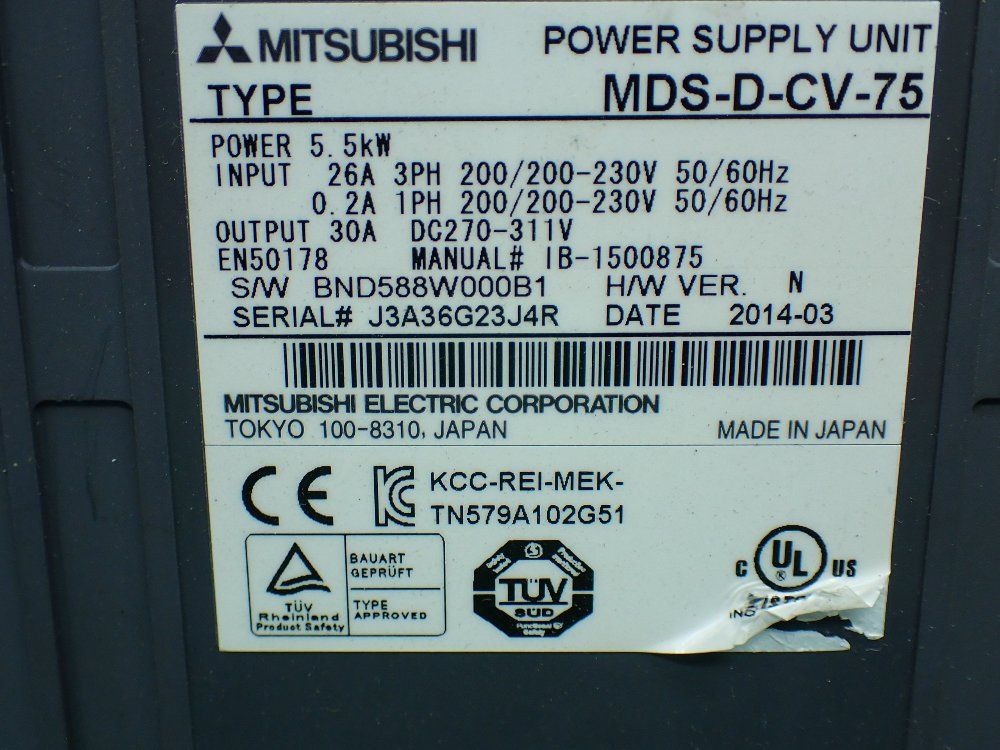 MITSUBISHI POWER SUPPLY UNIT
TYPE MDS-D-CV-75
POWER 5.5kW
INPUT 26A 3PH 200/200-230V 50/60Hz
0.2A 1PH 200/200-230V 50/60Hz
OUTPUT 30A DC270-311V
EN50178 MANUAL# IB-1500875
S/W BND588W000B1 H/W VER. N
SERIAL# J3A36G23J4R DATE 2014-03
MITSUBISHI ELECTRIC CORPORATION
TOKYO 100-8310, JAPAN MADE IN JAPAN
CE KC KCC-REI-MEK-
TN579A102G51
BAUART
GEPRÜFT
TÜV
Rheinland
Product Safety
TYPE
APPROVED
TÜV
SÜD
Functional
Safety
C UL US
®